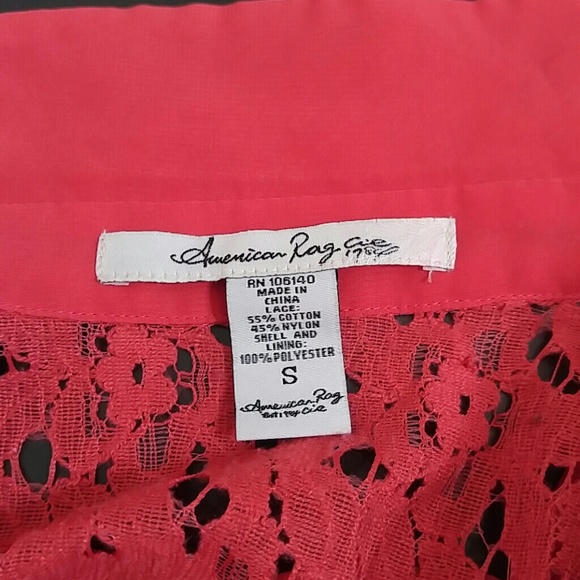 American Rag Cie
RN 106140
MADE IN
CHINA
LACE:
55% COTTON
45% NYLON
SHELL AND
LINING:
100% POLYESTER
S
American Rag
Cie